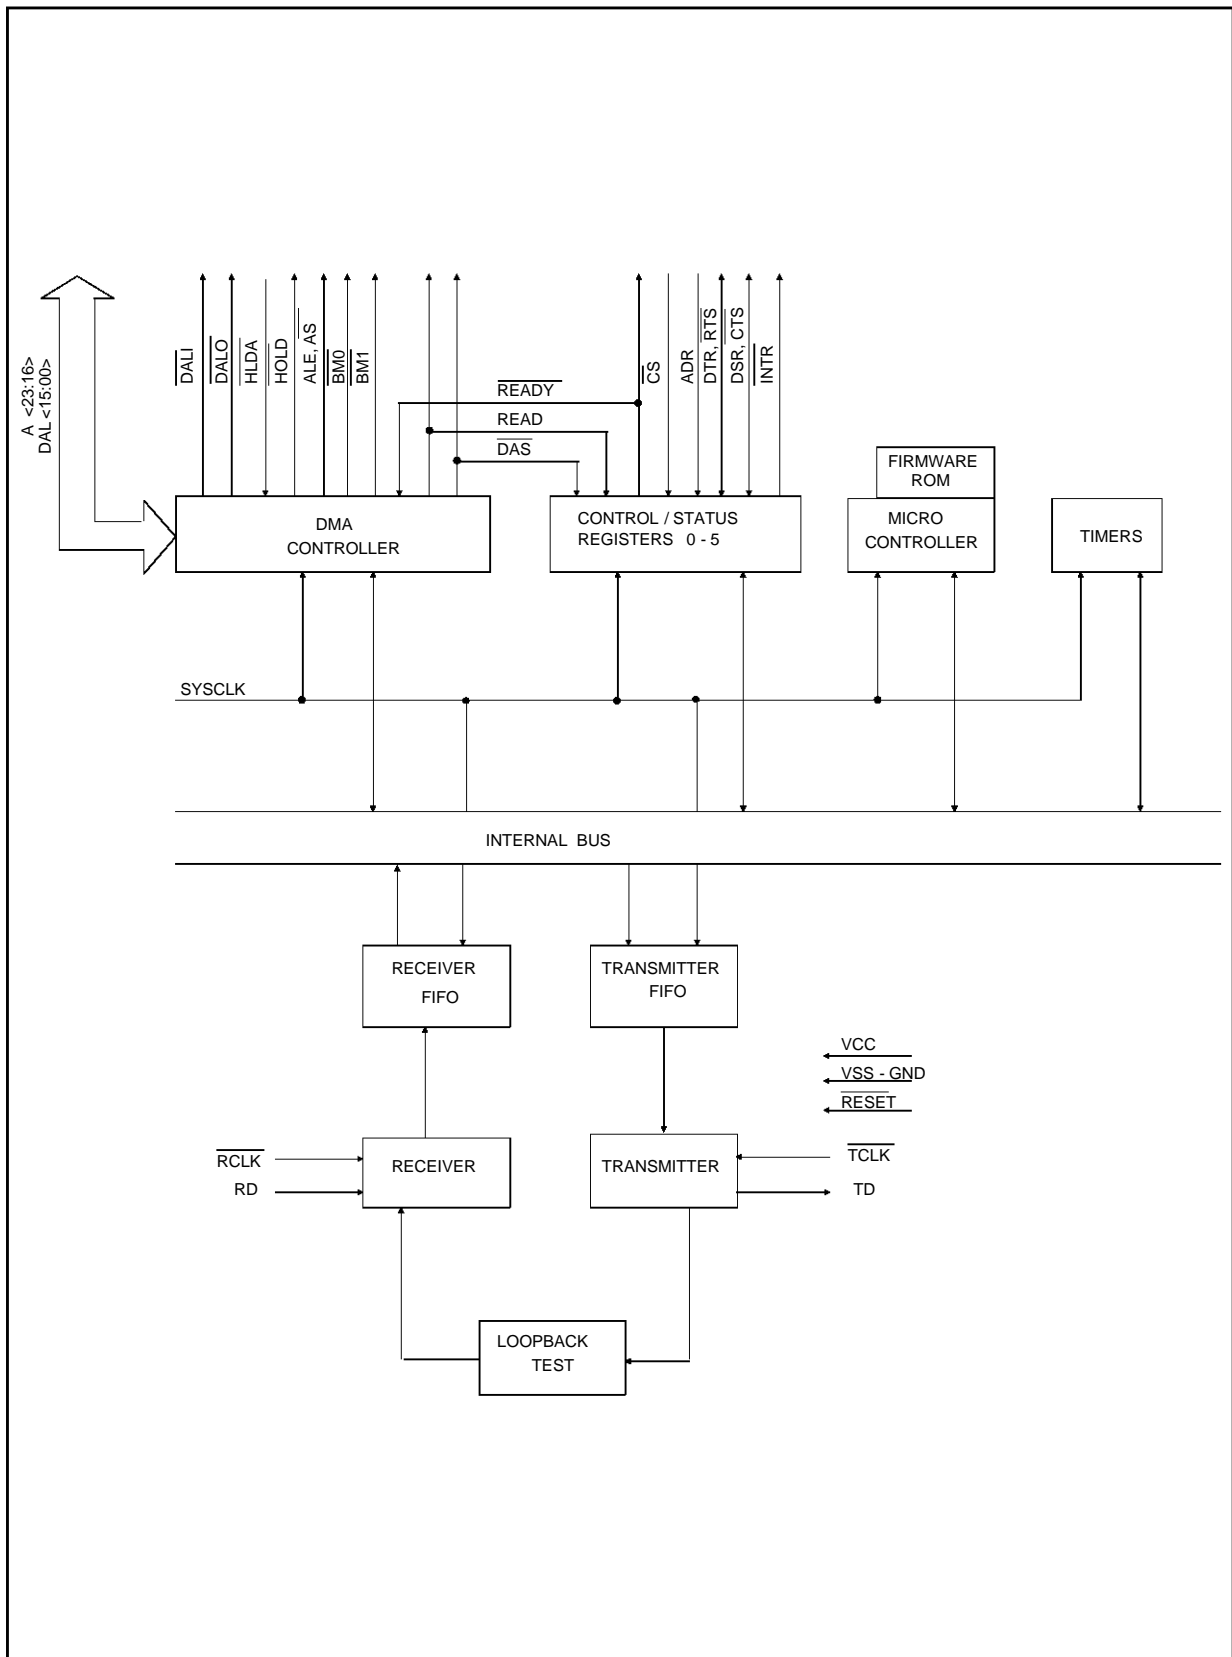 A <23:16>
DAL <15:00>
DALI
DALO
HLDA
HOLD
ALE, AS
BM0
BM1
READY
READ
DAS
CS
ADR
DTR, RTS
DSR, CTS
INTR
FIRMWARE
ROM
DMA
CONTROLLER
CONTROL / STATUS
REGISTERS 0 - 5
MICRO
CONTROLLER
TIMERS
SYSCLK
INTERNAL BUS
RECEIVER
FIFO
TRANSMITTER
FIFO
VCC
VSS - GND
RESET
RCLK
RD
RECEIVER
TRANSMITTER
TCLK
TD
LOOPBACK
TEST